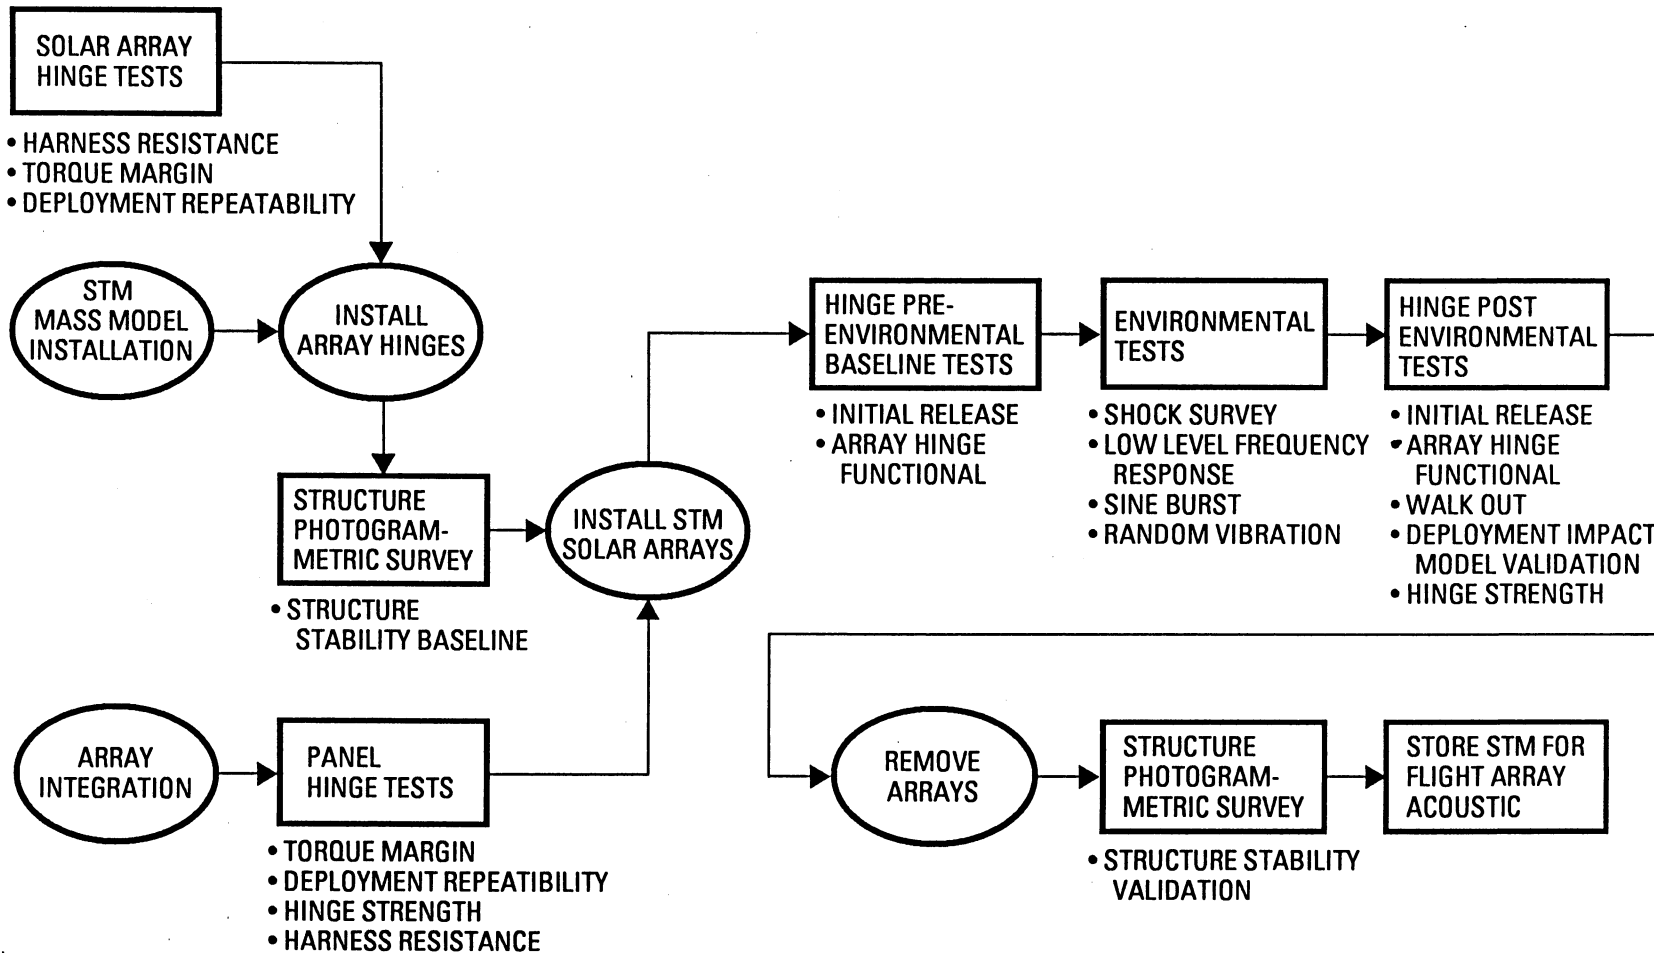 SOLAR ARRAY
HINGE TESTS
• HARNESS RESISTANCE
• TORQUE MARGIN
• DEPLOYMENT REPEATABILITY
STM
MASS MODEL
INSTALLATION
INSTALL
ARRAY HINGES
STRUCTURE
PHOTOGRAM-
METRIC SURVEY
• STRUCTURE
STABILITY BASELINE
ARRAY
INTEGRATION
PANEL
HINGE TESTS
• TORQUE MARGIN
• DEPLOYMENT REPEATIBILITY
• HINGE STRENGTH
• HARNESS RESISTANCE
INSTALL STM
SOLAR ARRAYS
HINGE PRE-
ENVIRONMENTAL
BASELINE TESTS
• INITIAL RELEASE
• ARRAY HINGE
FUNCTIONAL
ENVIRONMENTAL
TESTS
• SHOCK SURVEY
• LOW LEVEL FREQUENCY
RESPONSE
• SINE BURST
• RANDOM VIBRATION
HINGE POST
ENVIRONMENTAL
TESTS
• INITIAL RELEASE
• ARRAY HINGE
FUNCTIONAL
• WALK OUT
• DEPLOYMENT IMPACT
MODEL VALIDATION
• HINGE STRENGTH
REMOVE
ARRAYS
STRUCTURE
PHOTOGRAM-
METRIC SURVEY
• STRUCTURE STABILITY
VALIDATION
STORE STM FOR
FLIGHT ARRAY
ACOUSTIC